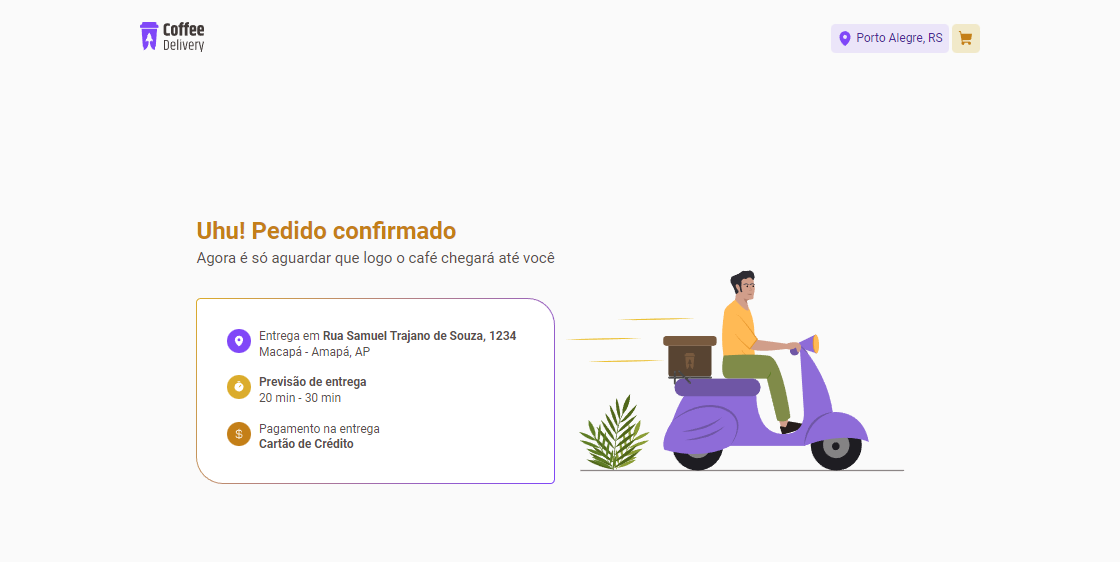 Coffee
Delivery
Porto Alegre, RS
Uhu! Pedido confirmado
Agora é só aguardar que logo o café chegará até você
Entrega em Rua Samuel Trajano de Souza, 1234
Macapá - Amapá, AP
Previsão de entrega
20 min - 30 min
$
Pagamento na entrega
Cartão de Crédito